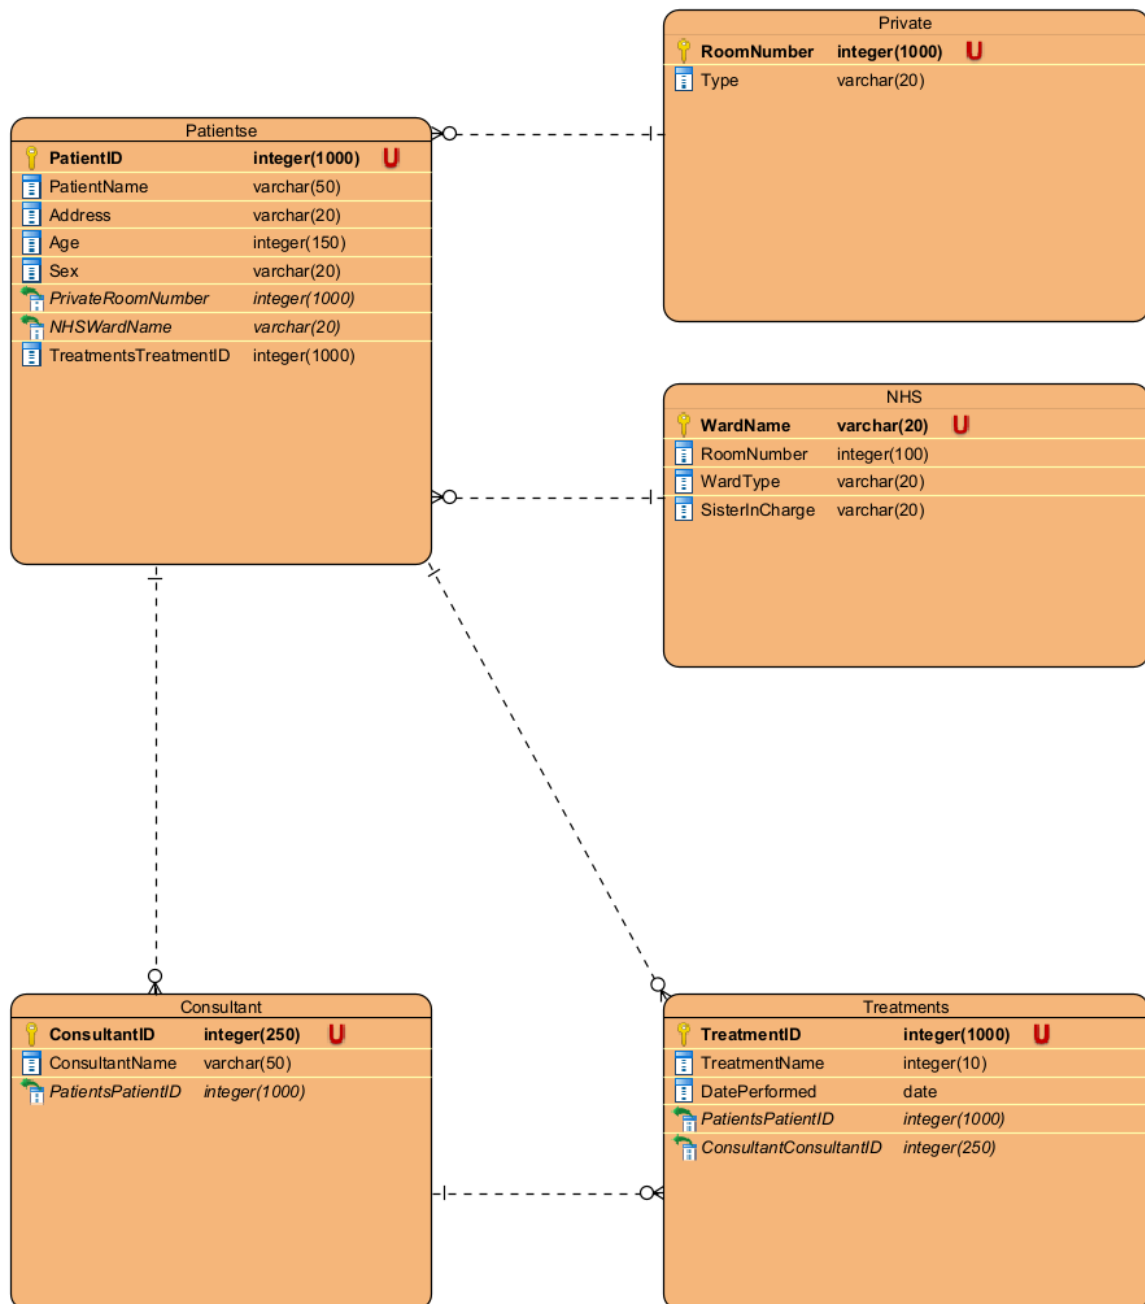 Private
RoomNumber integer(1000) U
Type varchar(20)
Patientse
PatientID integer(1000) U
PatientName varchar(50)
Address varchar(20)
Age integer(150)
Sex varchar(20)
PrivateRoomNumber integer(1000)
NHSWardName varchar(20)
TreatmentsTreatmentID integer(1000)
NHS
WardName varchar(20) U
RoomNumber integer(100)
WardType varchar(20)
SisterInCharge varchar(20)
Consultant
ConsultantID integer(250) U
ConsultantName varchar(50)
PatientsPatientID integer(1000)
Treatments
TreatmentID integer(1000) U
TreatmentName integer(10)
DatePerformed date
PatientsPatientID integer(1000)
ConsultantConsultantID integer(250)